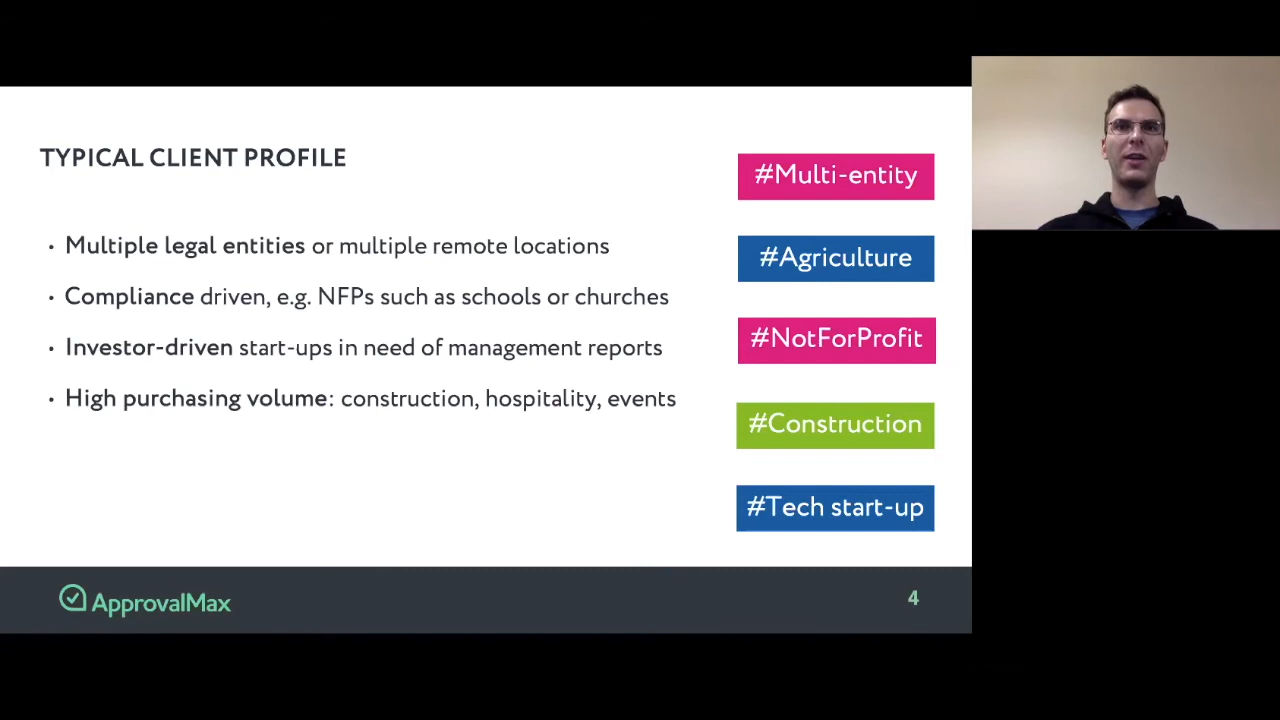 TYPICAL CLIENT PROFILE
• Multiple legal entities or multiple remote locations
• Compliance driven, e.g. NFPs such as schools or churches
• Investor-driven start-ups in need of management reports
• High purchasing volume: construction, hospitality, events
#Multi-entity
#Agriculture
#NotForProfit
#Construction
#Tech start-up
ApprovalMax
4